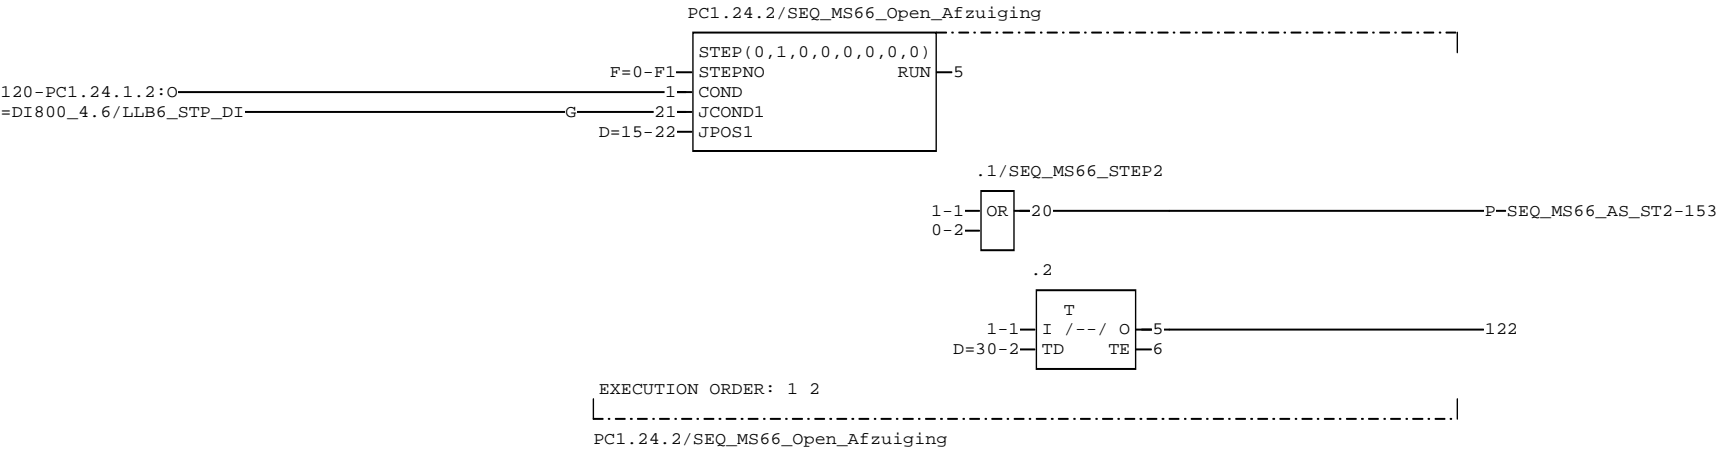 PC1.24.2/SEQ_MS66_Open_Afzuiging
STEP(0,1,0,0,0,0,0,0)
F=0-F1 STEPNO RUN 5
120-PC1.24.1.2:O 1 COND
=DI800_4.6/LLB6_STP_DI G 21 JCOND1
D=15-22 JPOS1
.1/SEQ_MS66_STEP2
1-1 OR 20 P-SEQ_MS66_AS_ST2-153
0-2
.2
T
1-1 I /--/ O 5 122
D=30-2 TD TE 6
EXECUTION ORDER: 1 2
PC1.24.2/SEQ_MS66_Open_Afzuiging